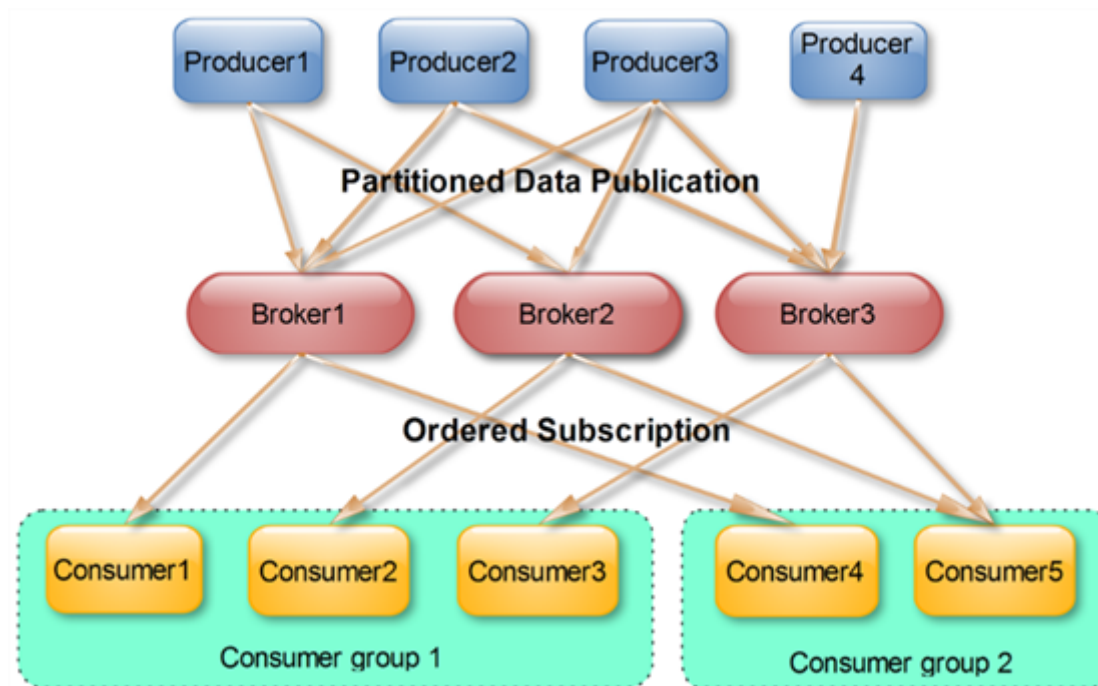 Producer1
Producer2
Producer3
Producer
4
Partitioned Data Publication
Broker1
Broker2
Broker3
Ordered Subscription
Consumer1
Consumer2
Consumer3
Consumer4
Consumer5
Consumer group 1
Consumer group 2